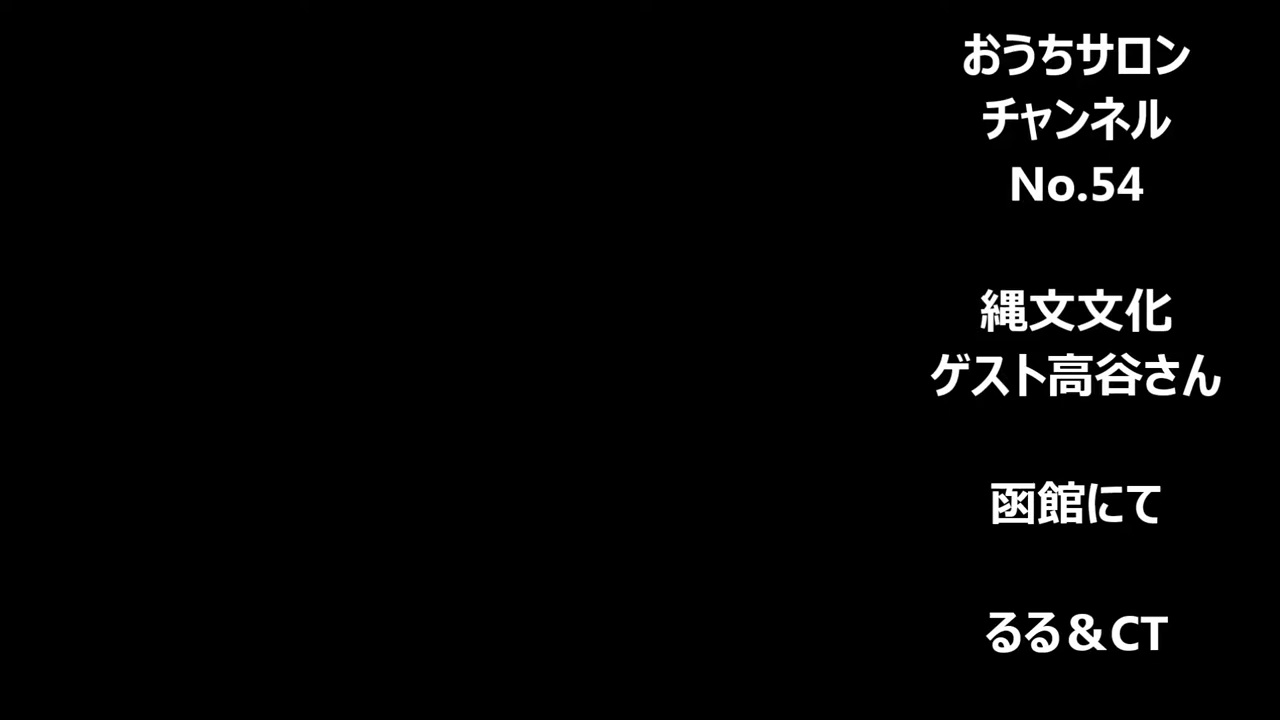 おうちサロン
チャンネル
No.54
縄文文化
ゲスト高谷さん
函館にて
るる＆CT